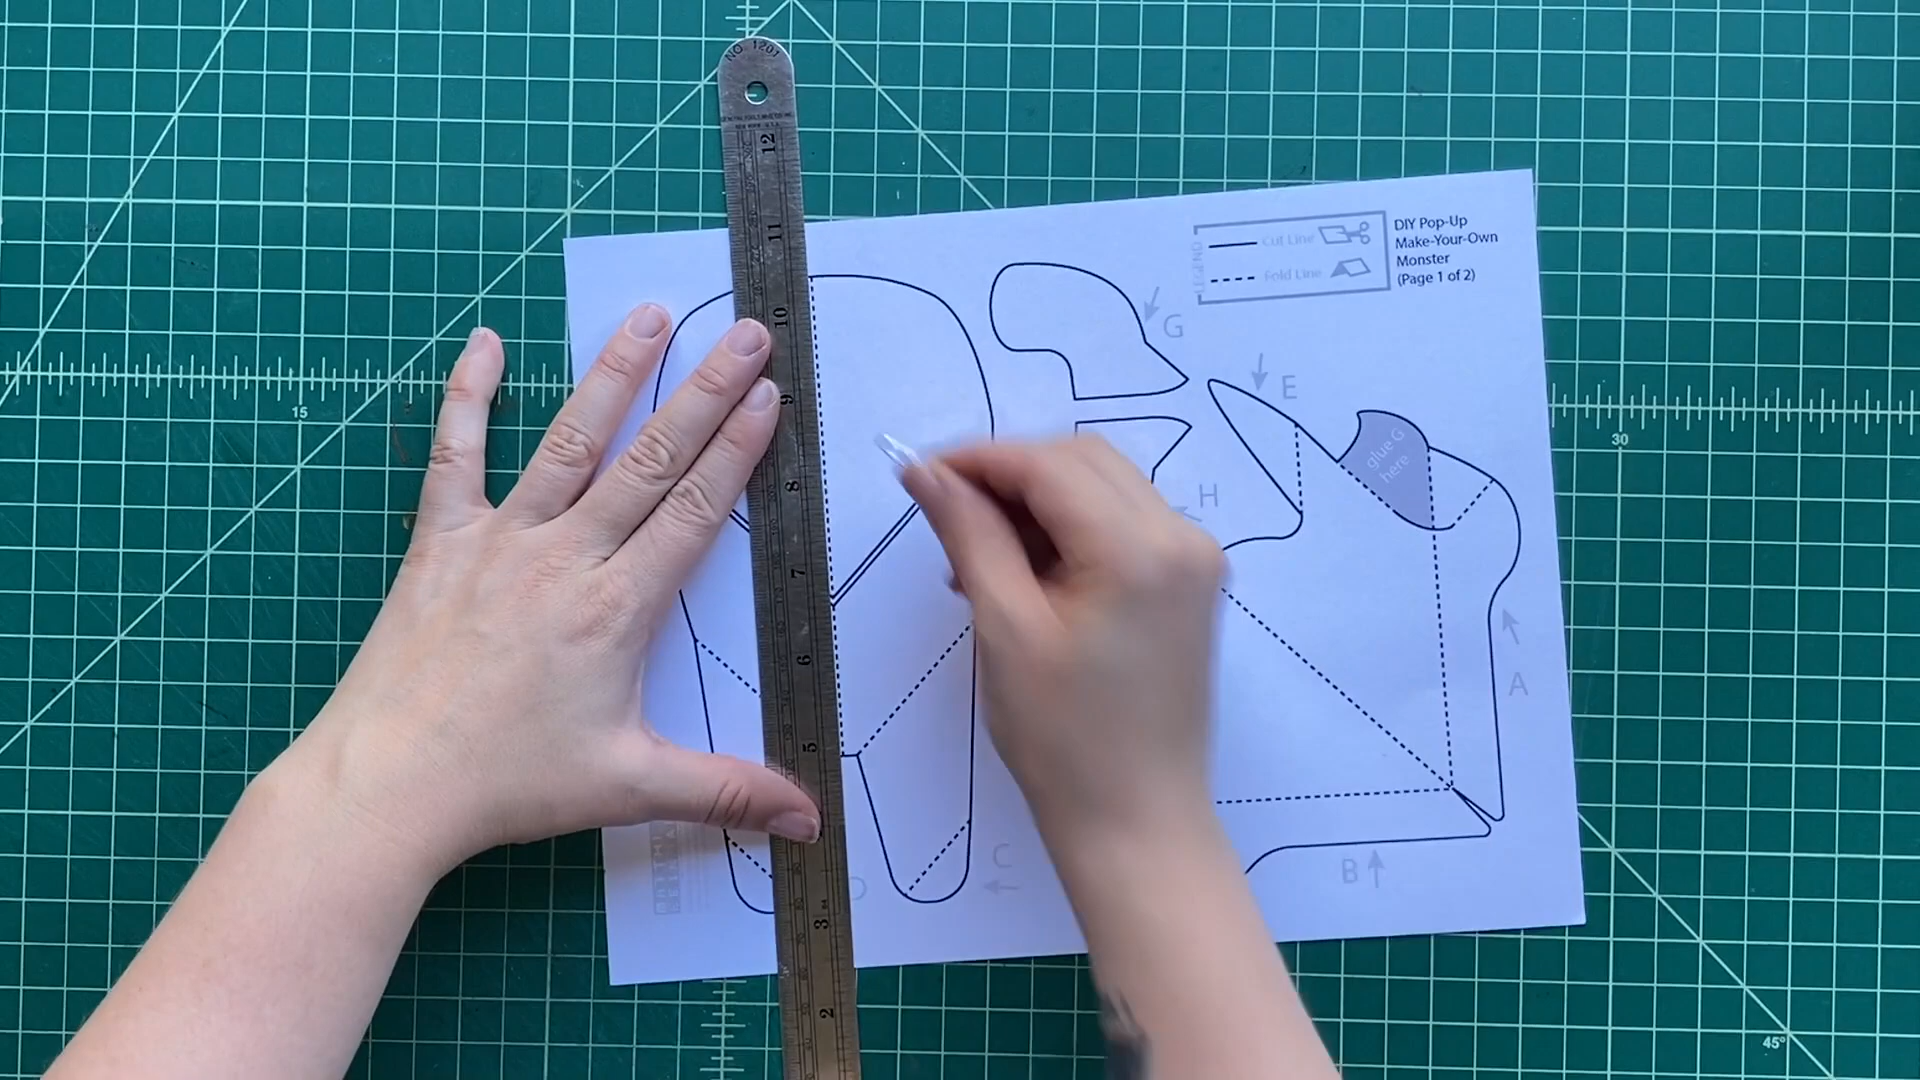 NO. 1201
12
11
10
9
8
7
6
5
3
2
15
30
45°
LEGEND
Cut Line
Fold Line
DIY Pop-Up
Make-Your-Own
Monster
(Page 1 of 2)
G
E
glue G
here
H
A
C
B